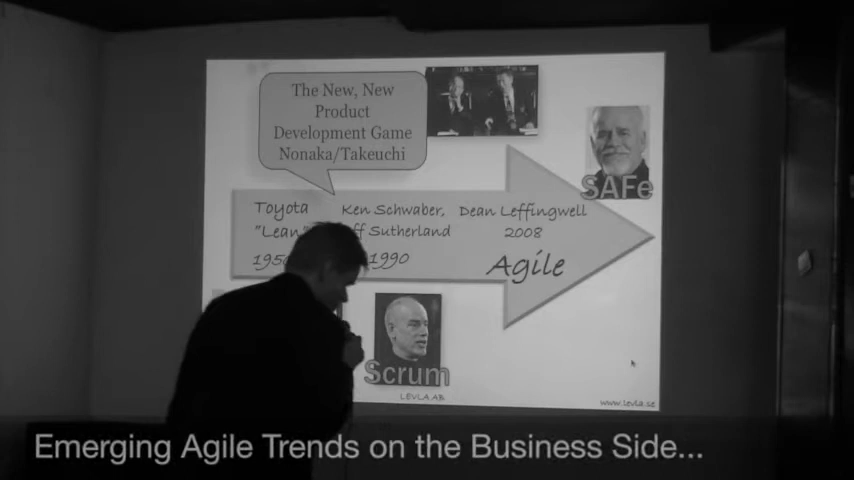 The New, New
Product
Development Game
Nonaka/Takeuchi
SAFe
Toyota Ken Schwaber, Dean Leffingwell
"Lean" Sutherland 2008
1990
Agile
Scrum
LEVLA AB
www.levla.se
Emerging Agile Trends on the Business Side...